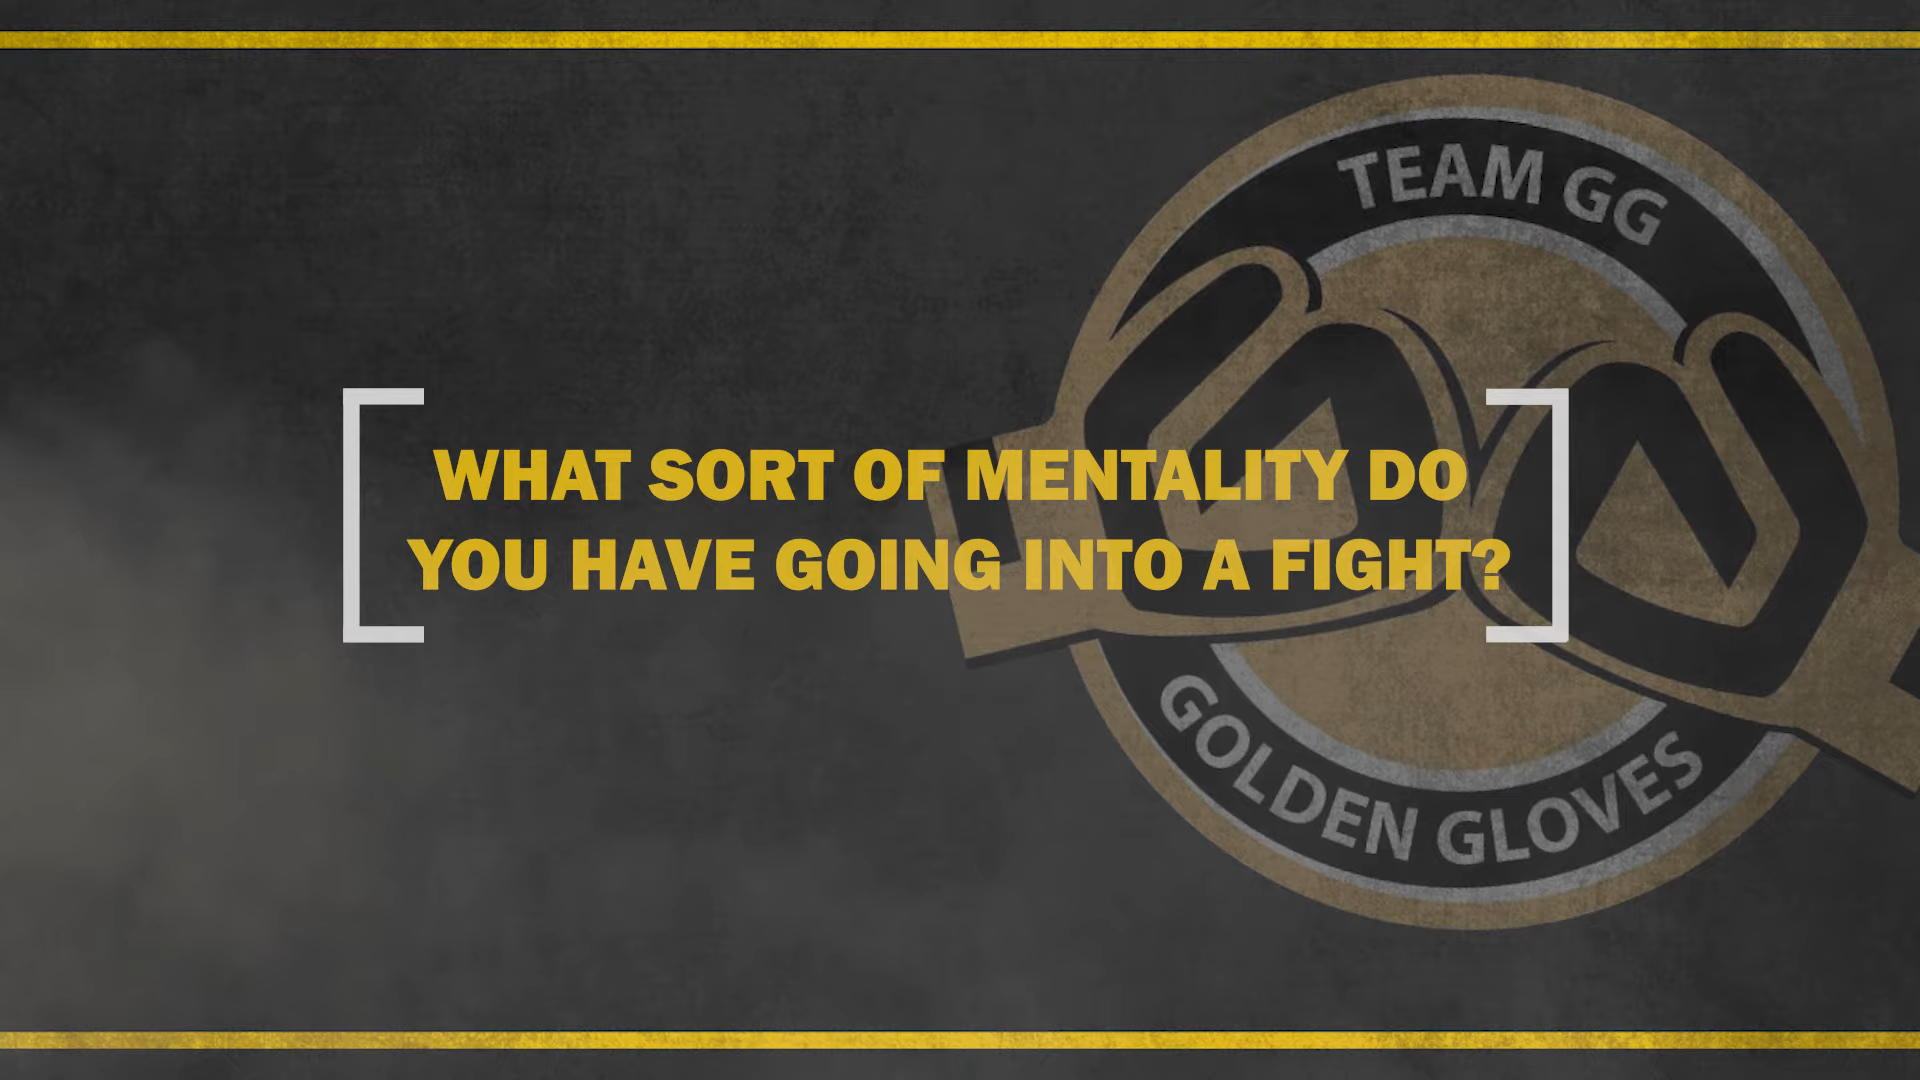 TEAM GG
WHAT SORT OF MENTALITY DO
YOU HAVE GOING INTO A FIGHT?
GOLDEN GLOVES